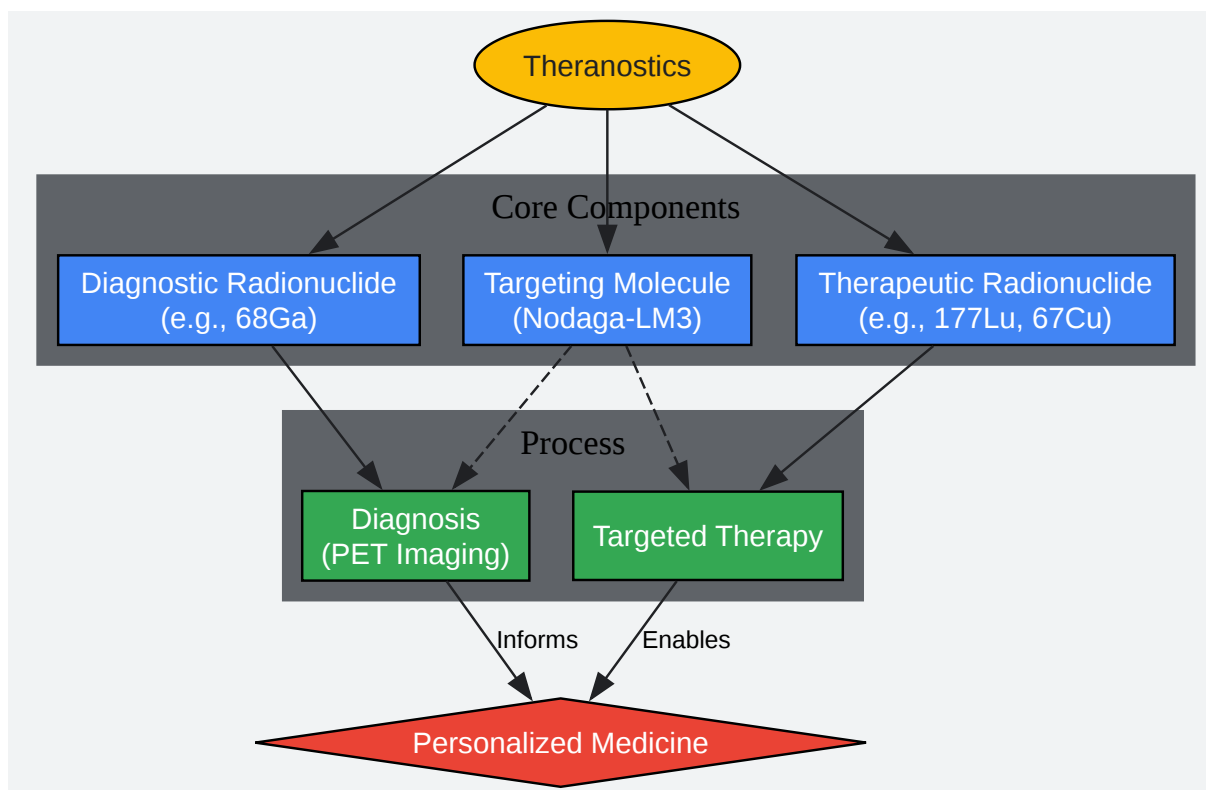 Theranostics
Core Components
Diagnostic Radionuclide
(e.g., 68Ga)
Targeting Molecule
(Nodaga-LM3)
Therapeutic Radionuclide
(e.g., 177Lu, 67Cu)
Process
Diagnosis
(PET Imaging)
Targeted Therapy
Informs
Enables
Personalized Medicine